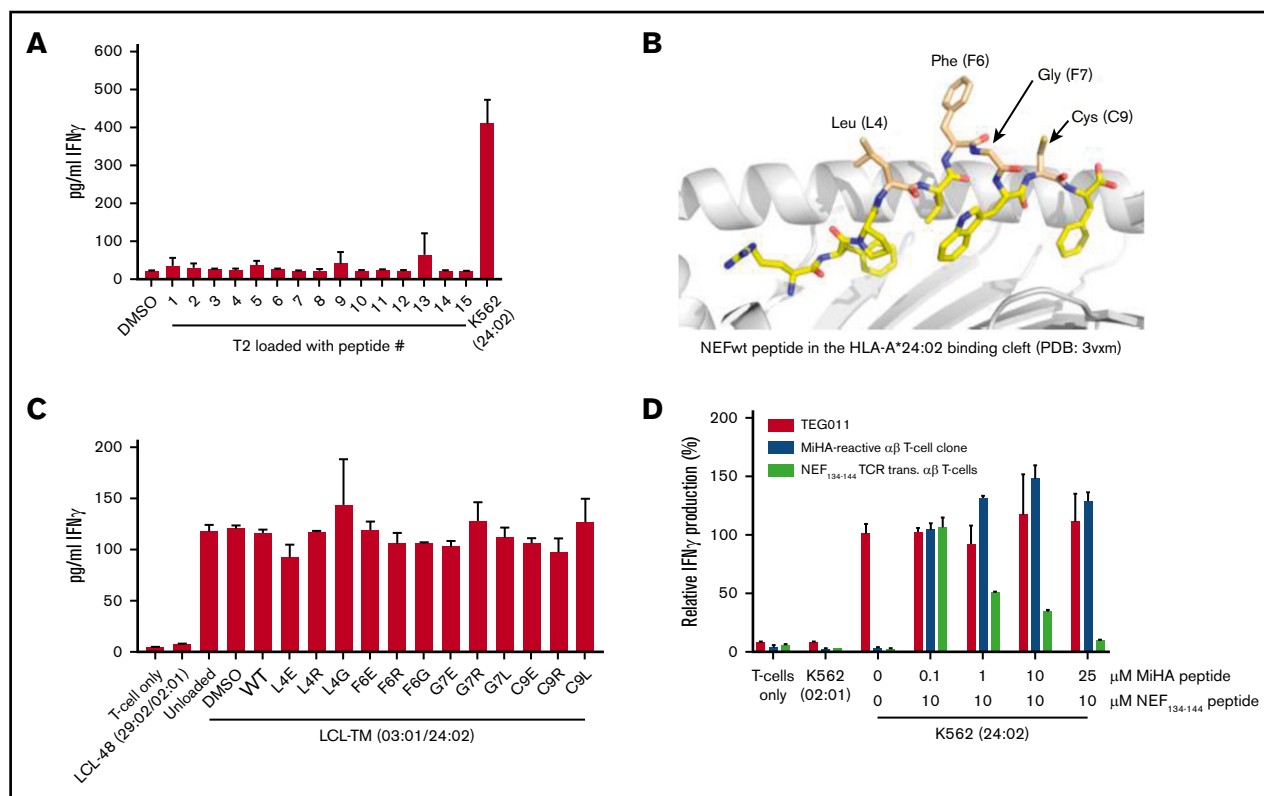 A
pg/ml IFNγ
600
500
400
300
200
100
0
DMSO
1
2
3
4
5
6
7
8
9
10
11
12
13
14
15
K562
(24:02)
T2 loaded with peptide #
B
Leu (L4)
Phe (F6)
Gly (F7)
Cys (C9)
NEFwt peptide in the HLA-A*24:02 binding cleft (PDB: 3vxm)
C
pg/ml IFNγ
200
150
100
50
0
T-cell only
LCL-48 (29:02/02:01)
Unloaded
DMSO
WT
L4E
L4R
L4G
F6E
F6R
F6G
G7E
G7R
G7L
C9E
C9R
C9L
LCL-TM (03:01/24:02)
D
Relative IFNγ production (%)
200
150
100
50
0
TEG011
MiHA-reactive αβ T-cell clone
NEF134-144 TCR trans. αβ T-cells
T-cells
only
K562
(02:01)
0 0.1 1 10 25 μM MiHA peptide
0 10 10 10 10 μM NEF134-144 peptide
K562 (24:02)